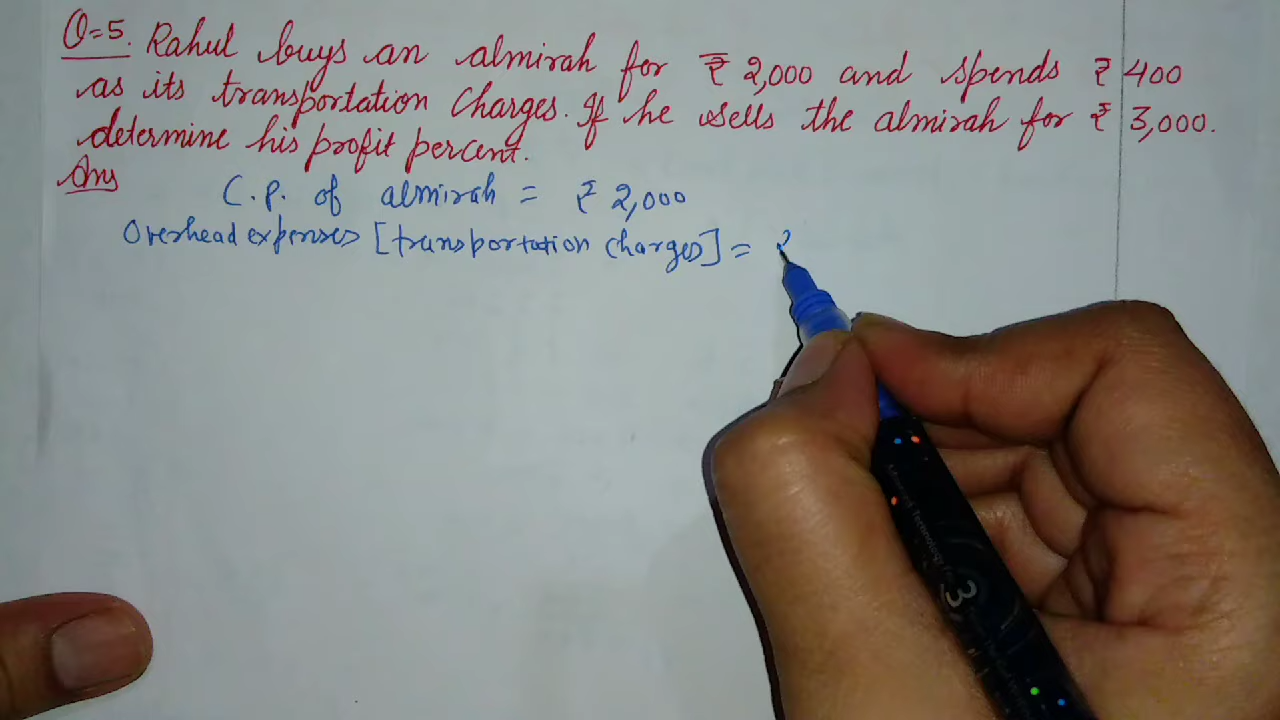 Q=5. Rahul buys an almirah for ₹ 2,000 and spends ₹ 400
as its transportation charges. If he sells the almirah for ₹ 3,000.
determine his profit percent.
Ans
C.P. of almirah = ₹ 2,000
Overhead expenses [transportation charges] = ₹
3